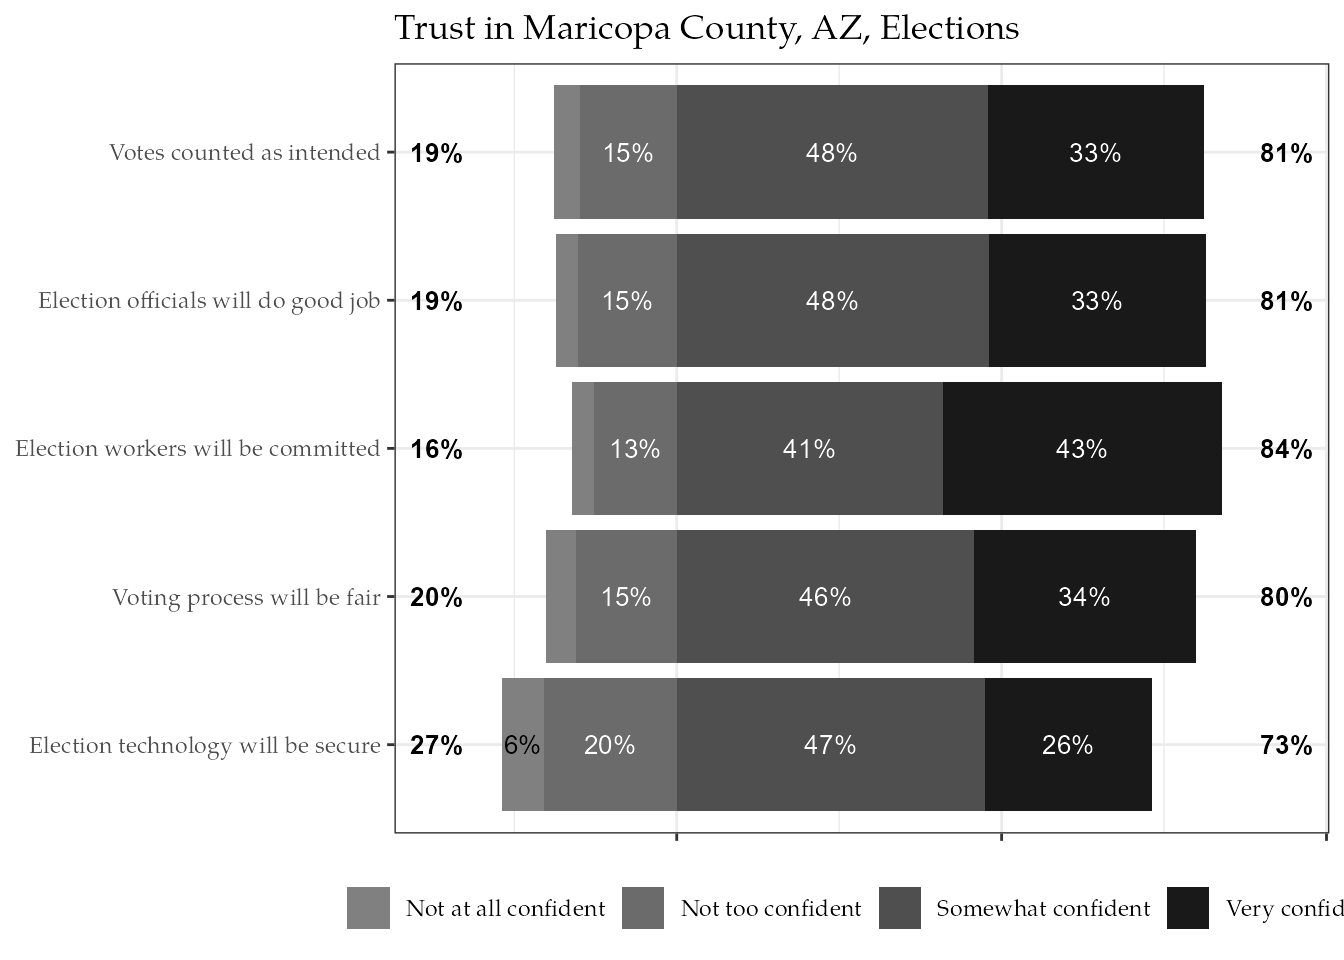 Trust in Maricopa County, AZ, Elections
Votes counted as intended 19% 15% 48% 33% 81%
Election officials will do good job 19% 15% 48% 33% 81%
Election workers will be committed 16% 13% 41% 43% 84%
Voting process will be fair 20% 15% 46% 34% 80%
Election technology will be secure 27% 6% 20% 47% 26% 73%
Not at all confident Not too confident Somewhat confident Very confid